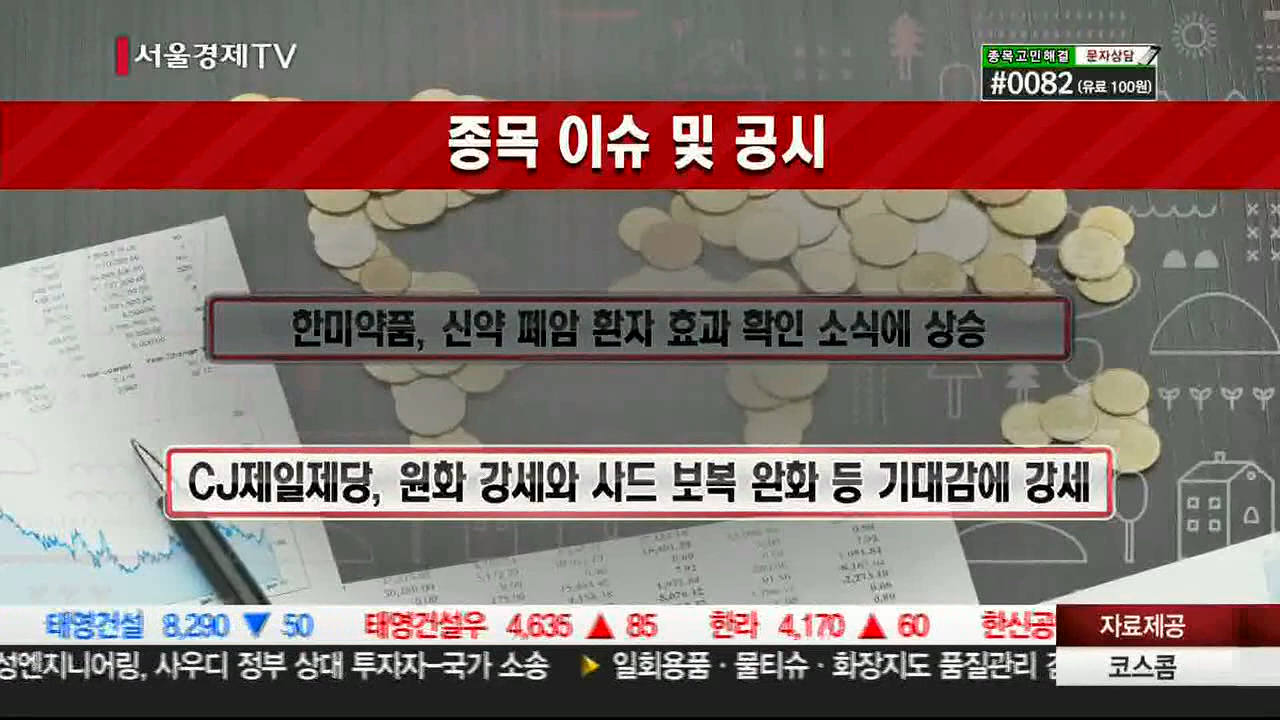 서울경제TV
종목고민해결 문자상담
#0082 (유료 100원)
종목 이슈 및 공시
한미약품, 신약 폐암 환자 효과 확인 소식에 상승
CJ제일제당, 원화 강세와 사드 보복 완화 등 기대감에 강세
태영건설 8,290 ▼ 50 태영건설우 4,635 ▲ 85 한라 4,170 ▲ 60 한신공
자료제공
성엔지니어링, 사우디 정부 상대 투자자-국가 소송 ▶ 일회용품·물티슈·화장지도 품질관리
코스콤